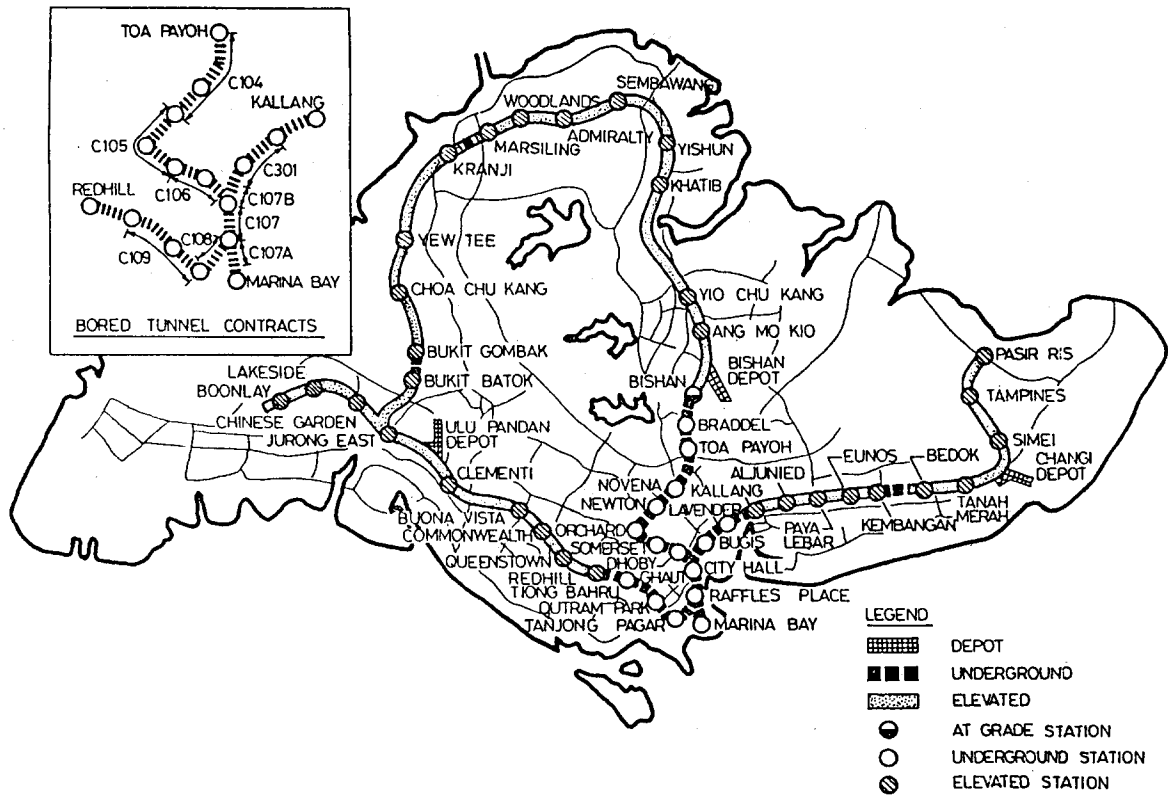 TOA PAYOH
C104
KALLANG
C105
C301
C106
REDHILL
C107B
C107
C108
C107A
C109
MARINA BAY
BORED TUNNEL CONTRACTS
SEMBAWANG
WOODLANDS
ADMIRALTY
MARSILING
KRANJI
YISHUN
KHATIB
YEW TEE
CHOA CHU KANG
YIO CHU KANG
ANG MO KIO
BUKIT GOMBAK
BUKIT BATOK
BISHAN
DEPOT
BISHAN
BRADDEL
TOA PAYOH
PASIR RIS
TAMPINES
SIMEI
CHANGI
DEPOT
LAKESIDE
BOONLAY
CHINESE GARDEN
JURONG EAST
ULU PANDAN
DEPOT
CLEMENTI
ALJUNIED
EUNOS
BEDOK
NOVENA
KALLANG
NEWTON
LAVENDER
TANAH
MERAH
BUONA VISTA
COMMONWEALTH
ORCHARD
SOMERSET
BUGIS
PAYA
LEBAR
KEMBANGAN
QUEENSTOWN
DHOBY
GHAUT
CITY HALL
REDHILL
TIONG BAHRU
RAFFLES PLACE
OUTRAM PARK
TANJONG PAGAR
MARINA BAY
LEGEND
DEPOT
UNDERGROUND
ELEVATED
AT GRADE STATION
UNDERGROUND STATION
ELEVATED STATION